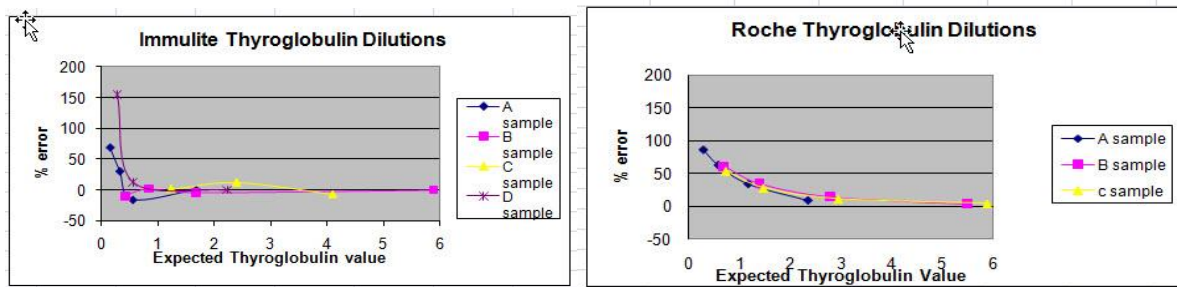 Immulite Thyroglobulin Dilutions
200
150
100
50
0
-50
% error
0 1 2 3 4 5 6
Expected Thyroglobulin value
A
sample
B
sample
C
sample
D
sample
Roche Thyroglobulin Dilutions
200
150
100
50
0
-50
% error
0 1 2 3 4 5 6
Expected Thyroglobulin Value
A sample
B sample
c sample